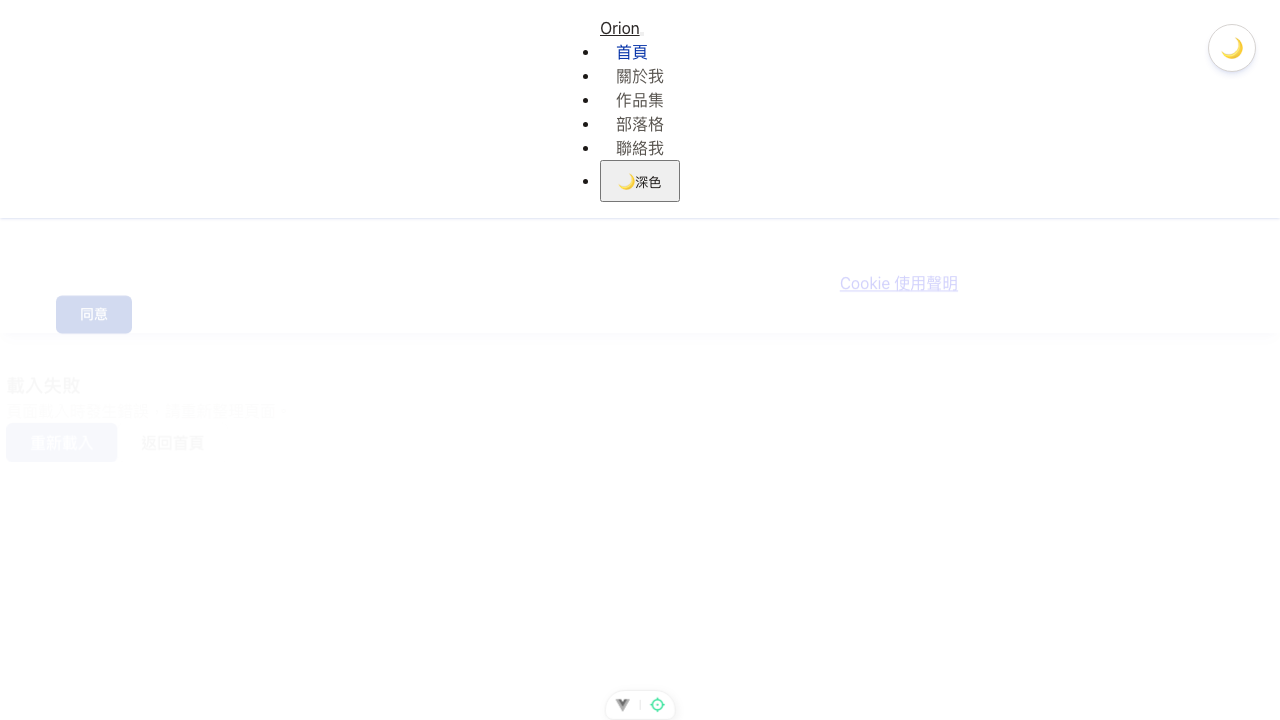 Orion
首頁
關於我
作品集
部落格
聯絡我
🌙深色
🌙
Cookie 使用聲明
同意
載入失敗
重新載入
返回首頁